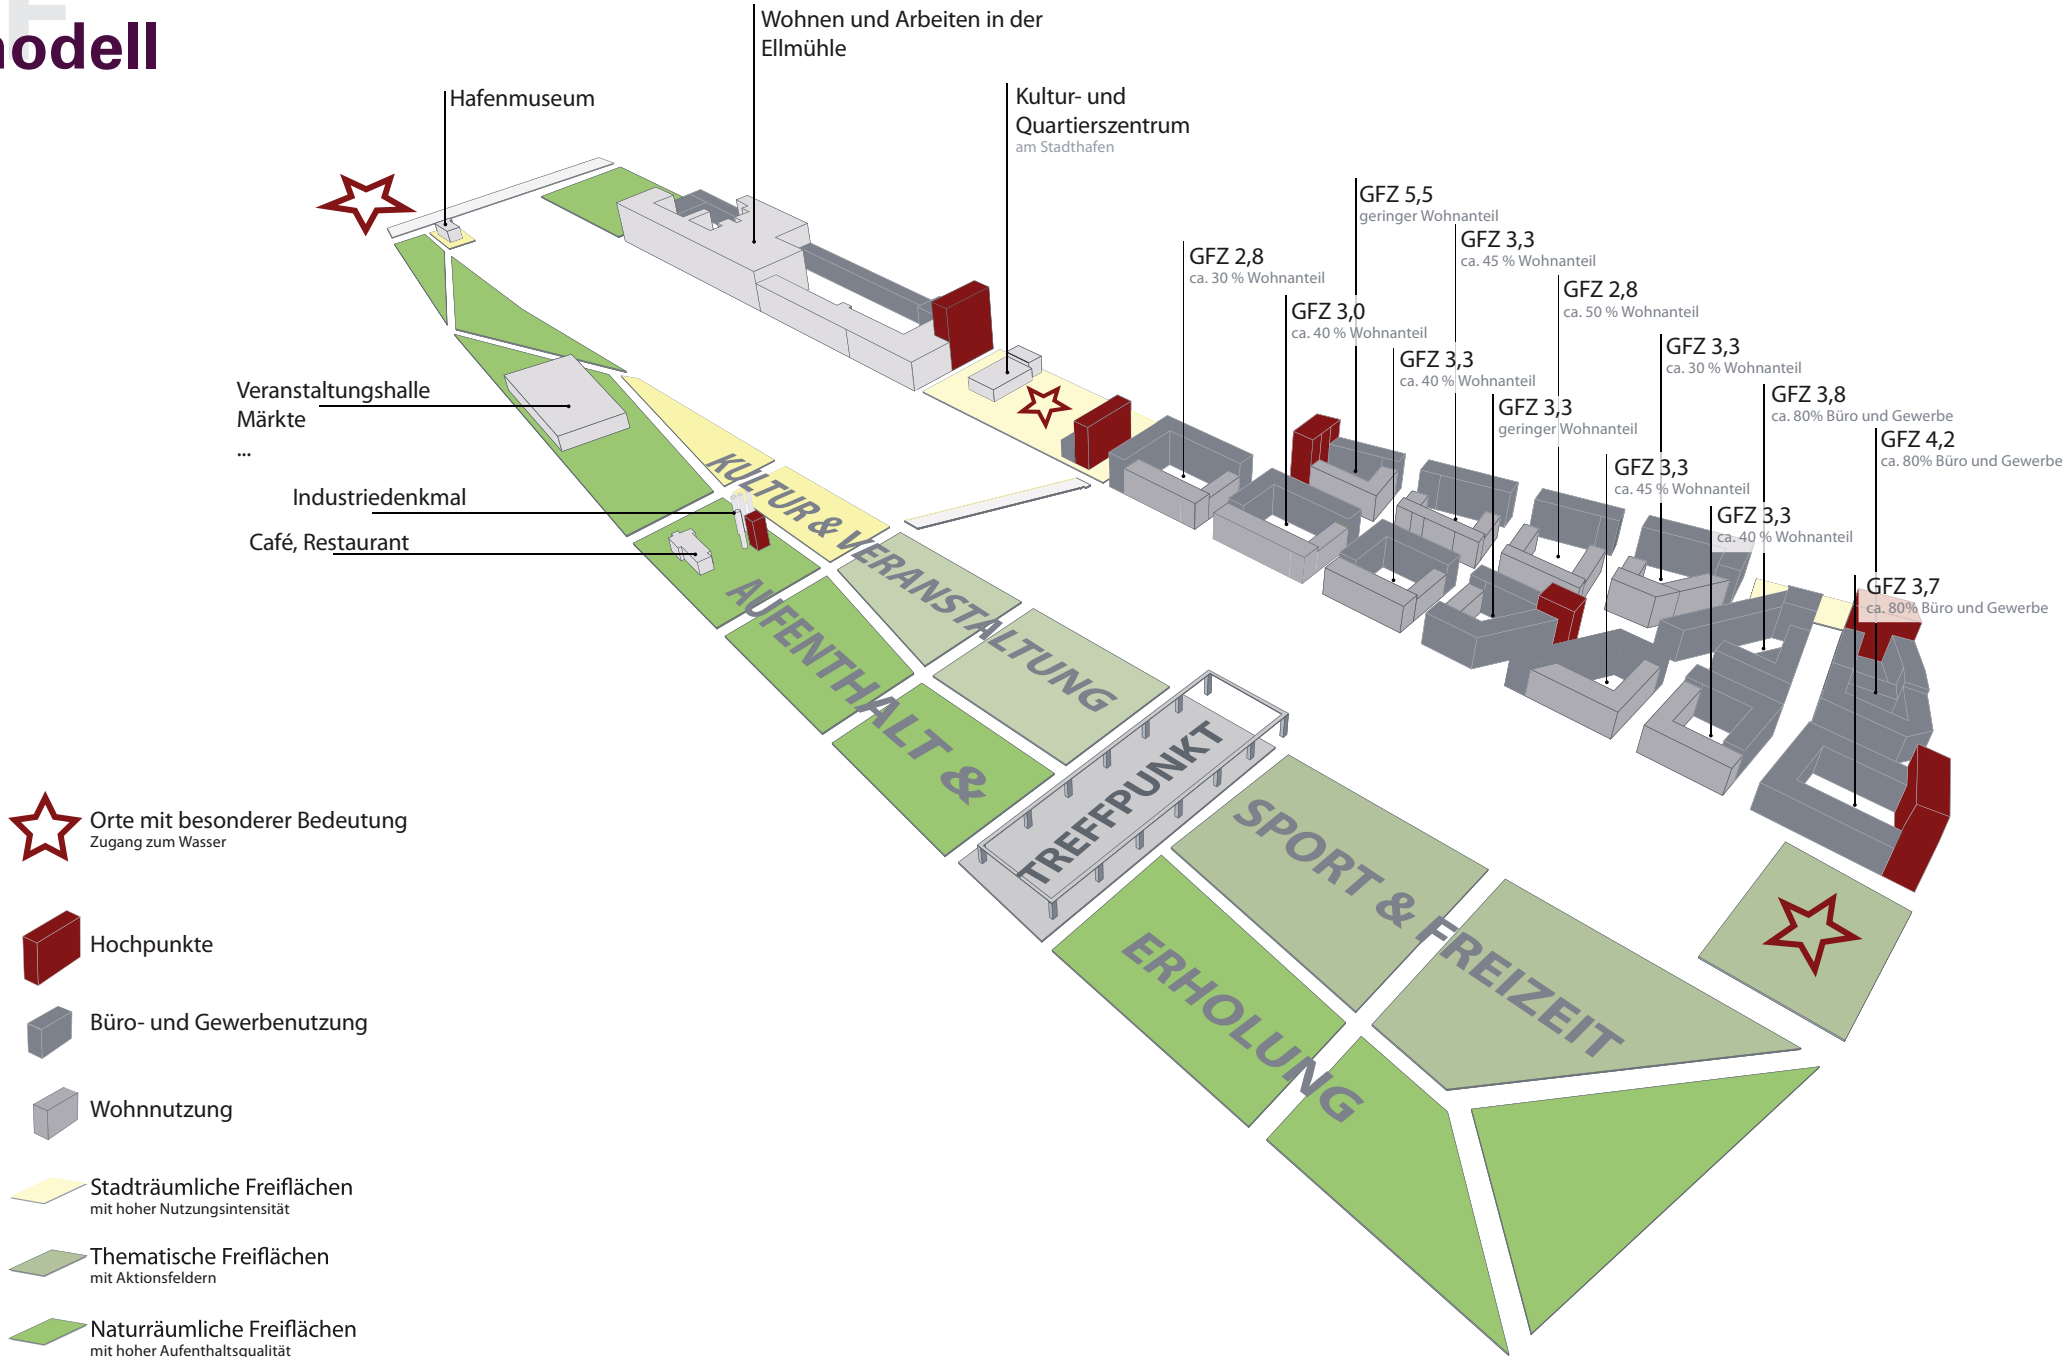 odell
Wohnen und Arbeiten in der
Ellmühle
Hafenmuseum
Kultur- und
Quartierszentrum
am Stadthafen
GFZ 5,5
geringer Wohnanteil
GFZ 3,3
ca. 45 % Wohnanteil
GFZ 2,8
ca. 30 % Wohnanteil
GFZ 2,8
ca. 50 % Wohnanteil
GFZ 3,0
ca. 40 % Wohnanteil
GFZ 3,3
ca. 30 % Wohnanteil
GFZ 3,3
ca. 40 % Wohnanteil
GFZ 3,8
ca. 80% Büro und Gewerbe
GFZ 3,3
geringer Wohnanteil
GFZ 4,2
ca. 80% Büro und Gewerbe
GFZ 3,3
ca. 45 % Wohnanteil
GFZ 3,3
ca. 40 % Wohnanteil
GFZ 3,7
ca. 80% Büro und Gewerbe
Veranstaltungshalle
Märkte
...
Industriedenkmal
Café, Restaurant
KULTUR & VERANSTALTUNG
AUFENTHALT &
TREFFPUNKT
SPORT & FREIZEIT
ERHOLUNG
Orte mit besonderer Bedeutung
Zugang zum Wasser
Hochpunkte
Büro- und Gewerbenutzung
Wohnnutzung
Stadträumliche Freiflächen
mit hoher Nutzungsintensität
Thematische Freiflächen
mit Aktionsfeldern
Naturräumliche Freiflächen
mit hoher Aufenthaltsqualität